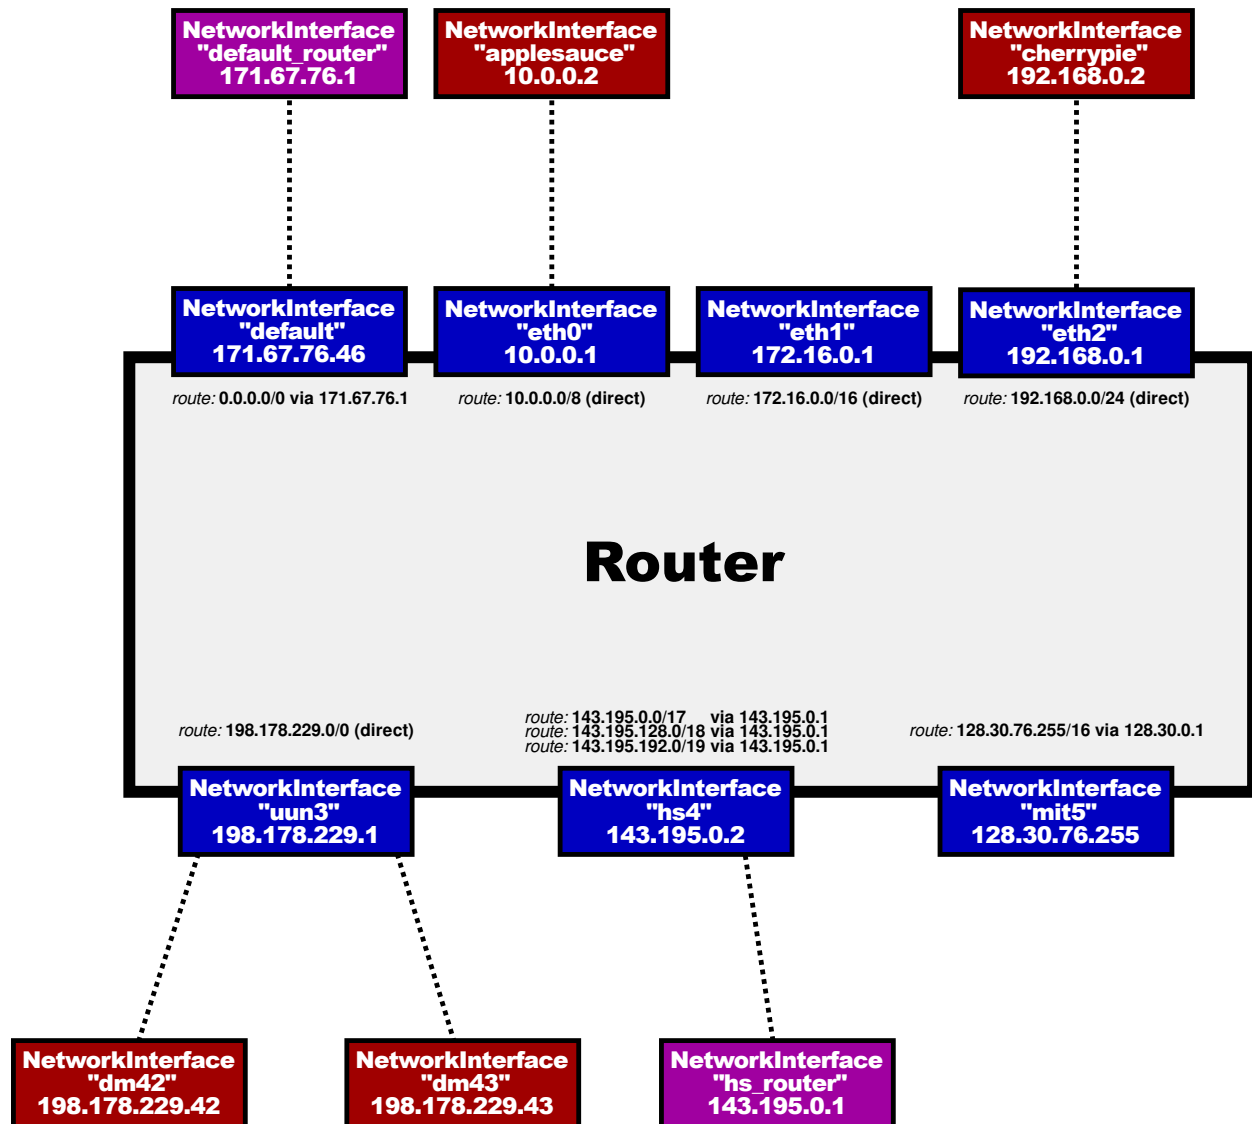 NetworkInterface
"default_router"
171.67.76.1
NetworkInterface
"applesauce"
10.0.0.2
NetworkInterface
"cherrypie"
192.168.0.2
NetworkInterface
"default"
171.67.76.46
NetworkInterface
"eth0"
10.0.0.1
NetworkInterface
"eth1"
172.16.0.1
NetworkInterface
"eth2"
192.168.0.1
route: 0.0.0.0/0 via 171.67.76.1
route: 10.0.0.0/8 (direct)
route: 172.16.0.0/16 (direct)
route: 192.168.0.0/24 (direct)
Router
route: 198.178.229.0/0 (direct)
route: 143.195.0.0/17 via 143.195.0.1
route: 143.195.128.0/18 via 143.195.0.1
route: 143.195.192.0/19 via 143.195.0.1
route: 128.30.76.255/16 via 128.30.0.1
NetworkInterface
"uun3"
198.178.229.1
NetworkInterface
"hs4"
143.195.0.2
NetworkInterface
"mit5"
128.30.76.255
NetworkInterface
"dm42"
198.178.229.42
NetworkInterface
"dm43"
198.178.229.43
NetworkInterface
"hs_router"
143.195.0.1